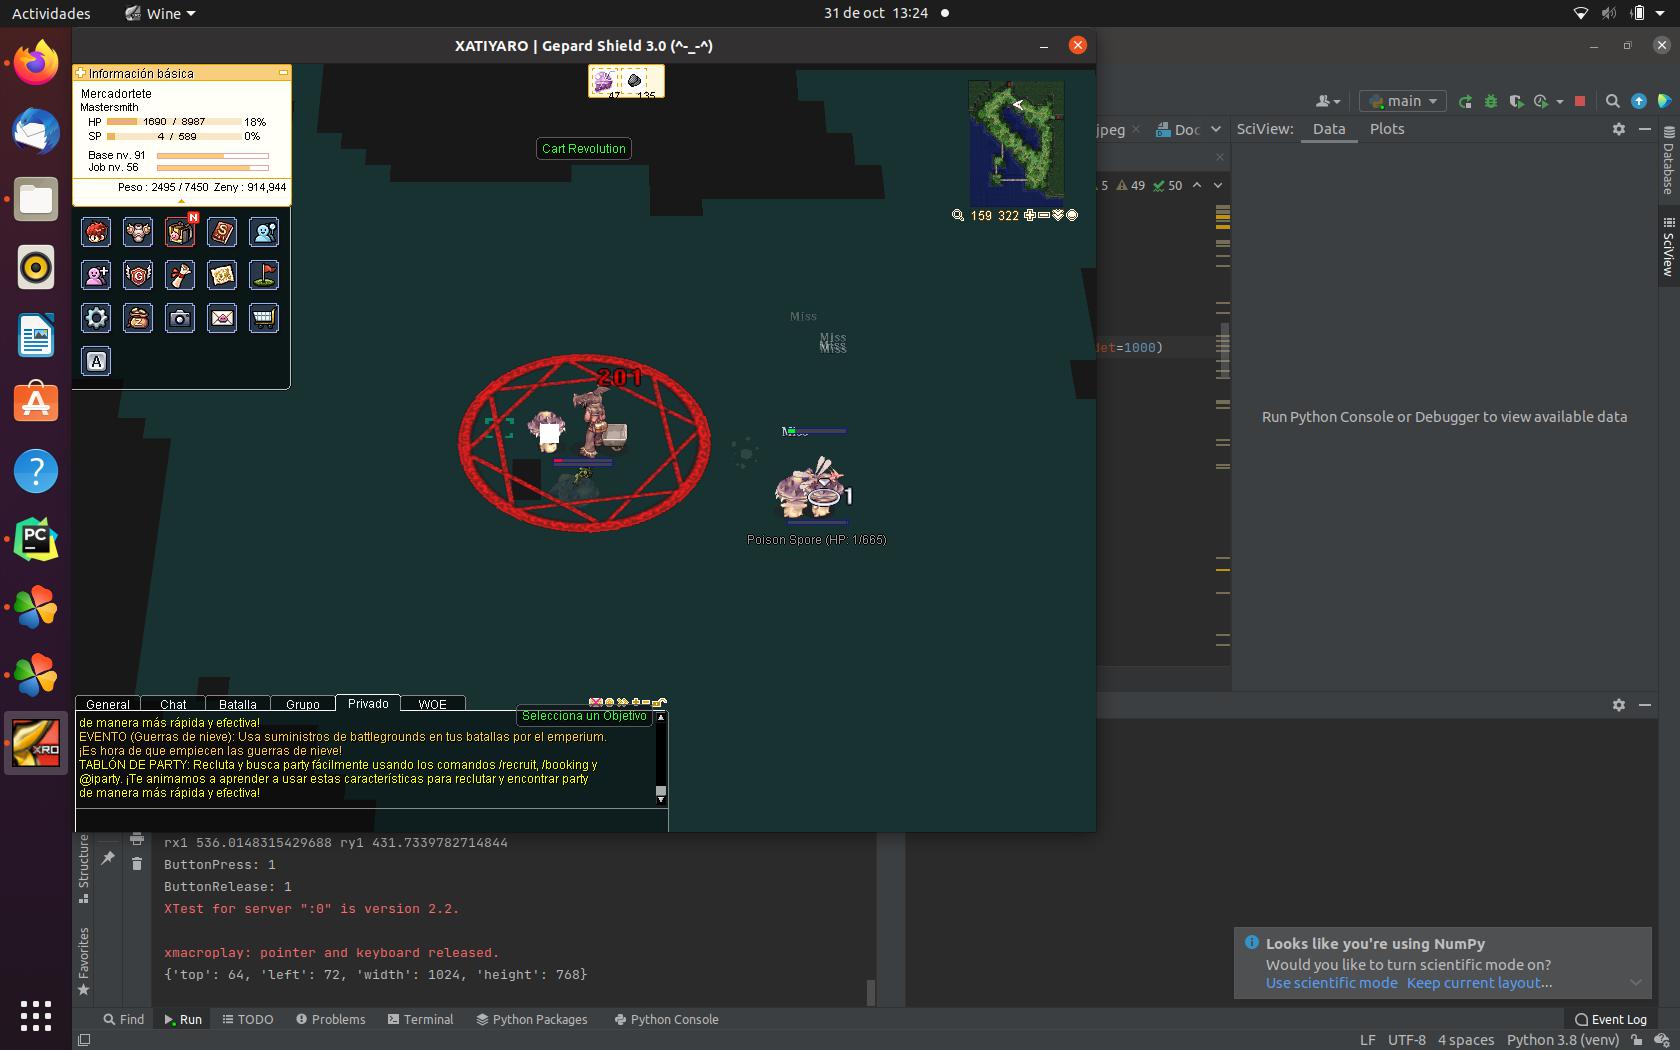 Actividades
Wine
31 de oct 13:24
XATIYARO | Gepard Shield 3.0 (^-_-^)
Información básica
Mercadortete
Mastersmith
HP 1690 / 8987 18%
SP 4 / 589 0%
Base nv. 91
Job nv. 56
Peso : 2495 / 7450 Zeny : 914,944
N
S
G
A
47 135
Cart Revolution
159 322
Miss
Miss
Miss
Miss
201
1
Poison Spore (HP: 1/665)
General
Chat
Batalla
Grupo
Privado
WOE
Selecciona un Objetivo
de manera más rápida y efectiva!
EVENTO (Guerras de nieve): Usa suministros de battlegrounds en tus batallas por el emperium.
¡Es hora de que empiecen las guerras de nieve!
TABLÓN DE PARTY: Recluta y busca party fácilmente usando los comandos /recruit, /booking y
@iparty. ¡Te animamos a aprender a usar estas características para reclutar y encontrar party
de manera más rápida y efectiva!
main
jpeg
Doc
SciView:
Data
Plots
5 49 50
det=1000)
Database
SciView
Run Python Console or Debugger to view available data
PC
XRO
Structure
Favorites
rx1 536.0148315429688 ry1 431.7339782714844
ButtonPress: 1
ButtonRelease: 1
XTest for server ":0" is version 2.2.
xmacroplay: pointer and keyboard released.
{'top': 64, 'left': 72, 'width': 1024, 'height': 768}
Looks like you're using NumPy
Would you like to turn scientific mode on?
Use scientific mode Keep current layout...
Find
Run
TODO
Problems
Terminal
Python Packages
Python Console
Event Log
LF UTF-8 4 spaces Python 3.8 (venv)